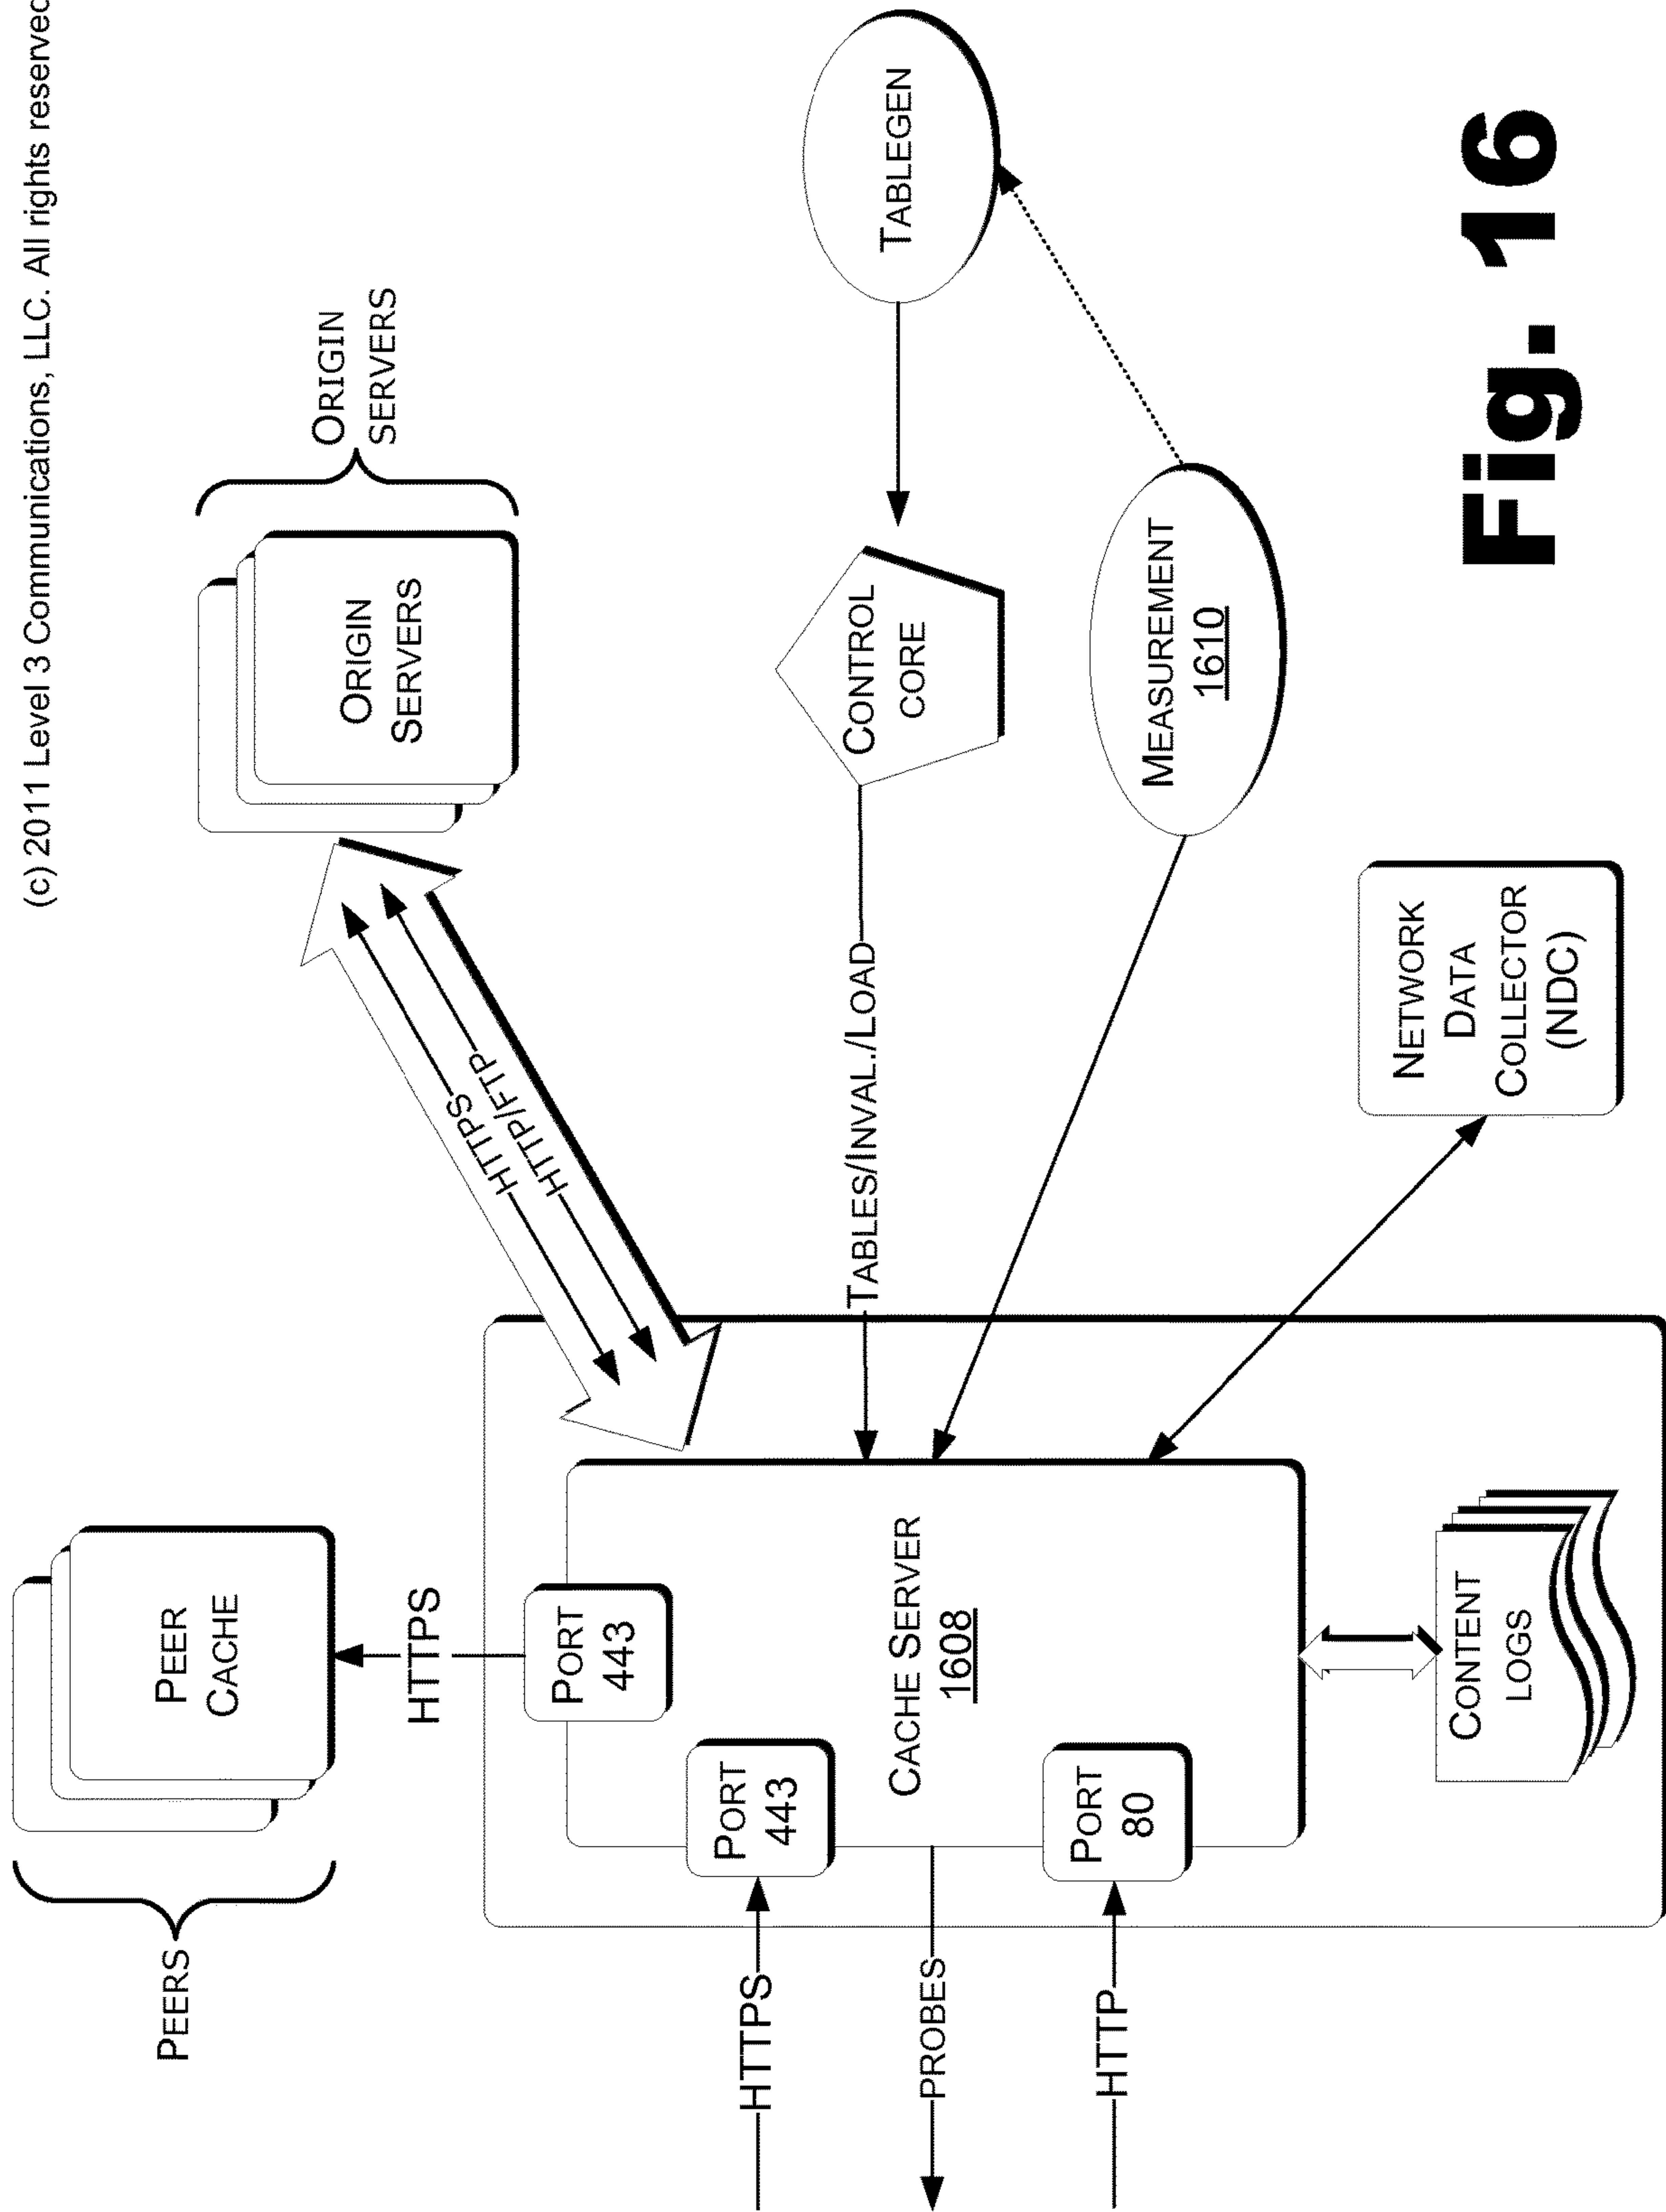 (c) 2011 Level 3 Communications, LLC. All rights reserved
PEERS
PEER
CACHE
ORIGIN
SERVERS
ORIGIN
SERVERS
HTTPS
HTTPS
HTTP/FTP
PORT
443
HTTPS
PORT
443
PROBES
CACHE SERVER
1608
TABLES/INVAL./LOAD
CONTROL
CORE
TABLEGEN
HTTP
PORT
80
MEASUREMENT
1610
CONTENT
LOGS
NETWORK
DATA
COLLECTOR
(NDC)
Fig. 16